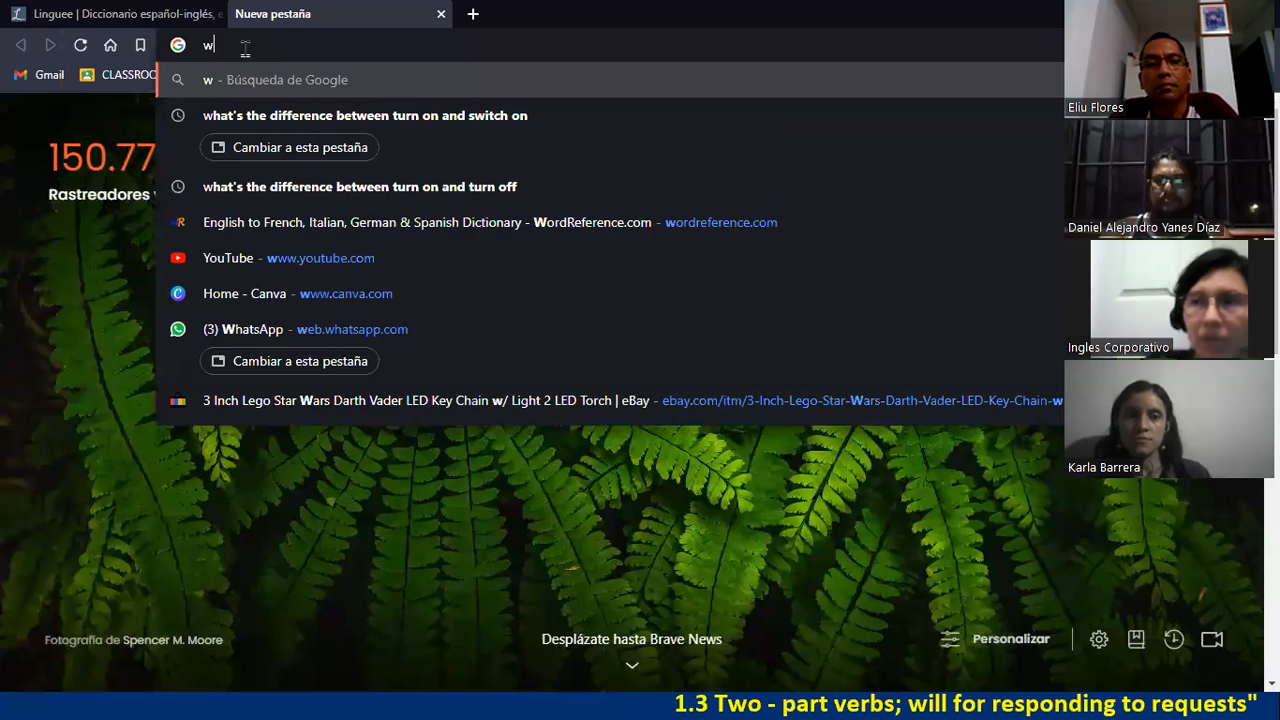 Linguee | Diccionario español-inglés, e
Nueva pestaña
w
Gmail
CLASSROO
w - Búsqueda de Google
what's the difference between turn on and switch on
Cambiar a esta pestaña
what's the difference between turn on and turn off
English to French, Italian, German & Spanish Dictionary - WordReference.com - wordreference.com
YouTube - www.youtube.com
Home - Canva - www.canva.com
(3) WhatsApp - web.whatsapp.com
Cambiar a esta pestaña
3 Inch Lego Star Wars Darth Vader LED Key Chain w/ Light 2 LED Torch | eBay - ebay.com/itm/3-Inch-Lego-Star-Wars-Darth-Vader-LED-Key-Chain-w
150.77
Rastreadores
Eliu Flores
Daniel Alejandro Yanes Díaz
Ingles Corporativo
Karla Barrera
Fotografía de Spencer M. Moore
Desplázate hasta Brave News
Personalizar
1.3 Two - part verbs; will for responding to requests"